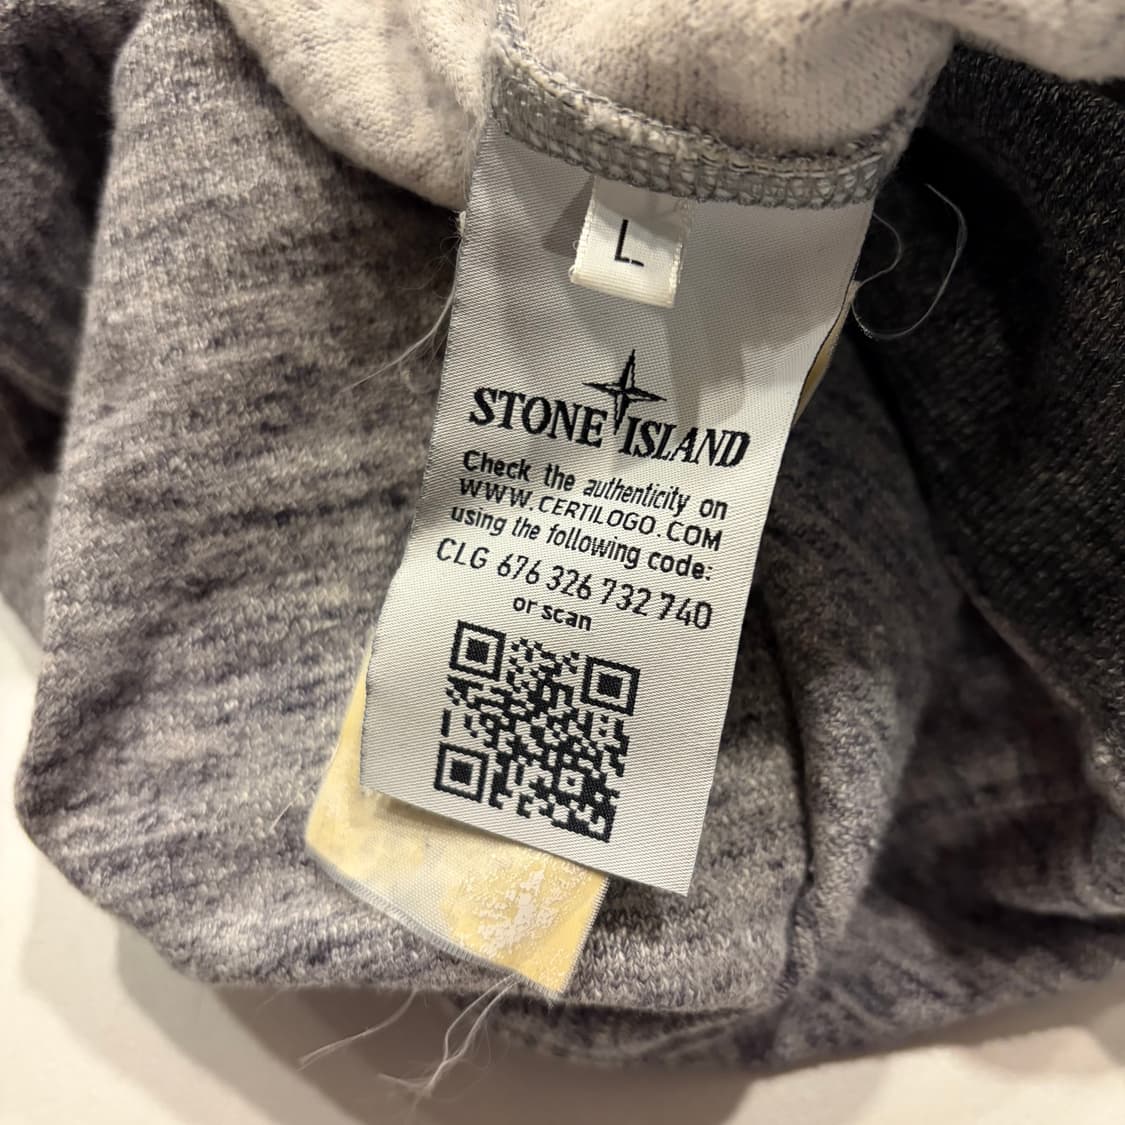 L
STONE ISLAND
Check the authenticity on
WWW.CERTILOGO.COM
using the following code:
CLG 676 326 732 740
or scan